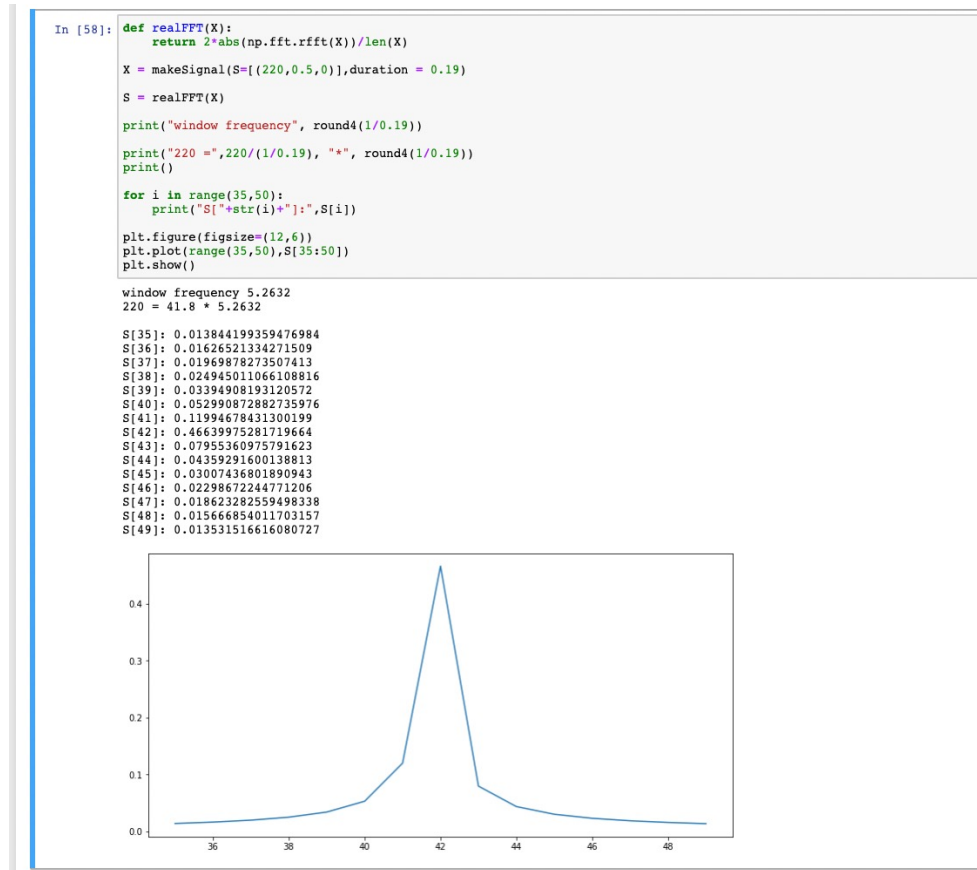 In [58]: def realFFT(X):
return 2*abs(np.fft.rfft(X))/len(X)
X = makeSignal(S=[(220,0.5,0)],duration = 0.19)
S = realFFT(X)
print("window frequency", round4(1/0.19))
print("220 =",220/(1/0.19), "*", round4(1/0.19))
print()
for i in range(35,50):
print("S["+str(i)+"]:",S[i])
plt.figure(figsize=(12,6))
plt.plot(range(35,50),S[35:50])
plt.show()
window frequency 5.2632
220 = 41.8 * 5.2632
S[35]: 0.013844199359476984
S[36]: 0.01626521334271509
S[37]: 0.01969878273507413
S[38]: 0.024945011066108816
S[39]: 0.03394908193120572
S[40]: 0.052990872882735976
S[41]: 0.11994678431300199
S[42]: 0.46639975281719664
S[43]: 0.07955360975791623
S[44]: 0.04359291600138813
S[45]: 0.03007436801890943
S[46]: 0.02298672244771206
S[47]: 0.018623282559498338
S[48]: 0.015666854011703157
S[49]: 0.013531516616080727
0.4
0.3
0.2
0.1
0.0
36 38 40 42 44 46 48